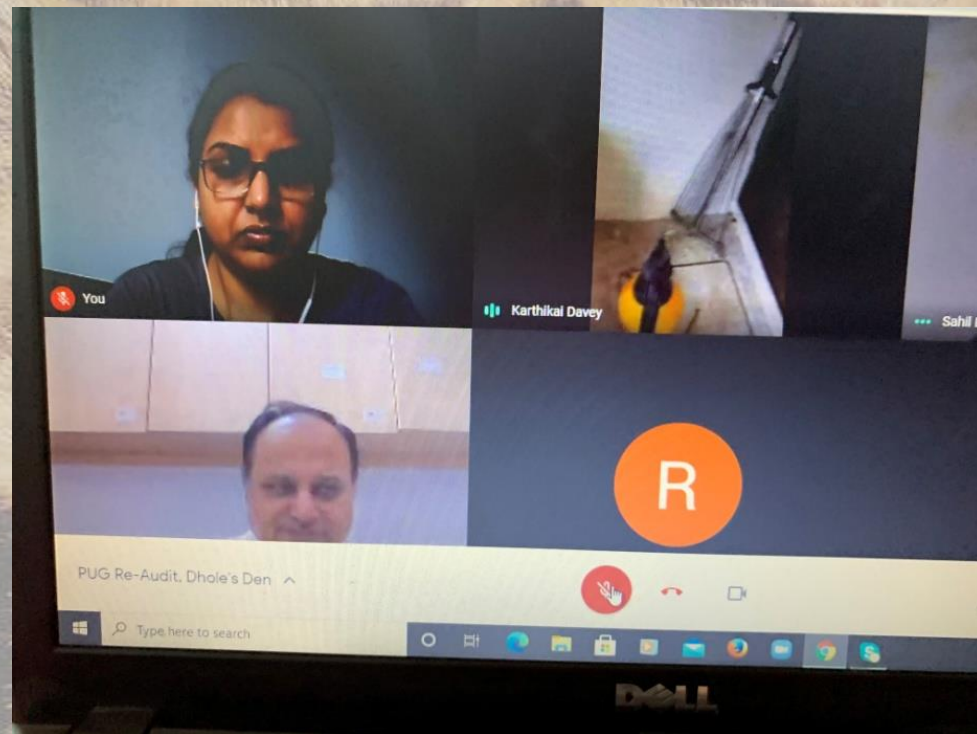 You
Karthikai Davey
Sahil
R
PUG Re-Audit, Dhole's Den
Type here to search
DELL